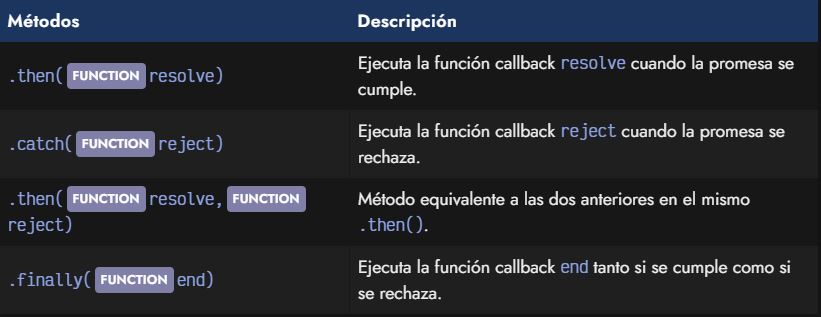 Métodos Descripción
.then( FUNCTION resolve) Ejecuta la función callback resolve cuando la promesa se
cumple.
.catch( FUNCTION reject) Ejecuta la función callback reject cuando la promesa se
rechaza.
.then( FUNCTION resolve, FUNCTION
reject)
Método equivalente a las dos anteriores en el mismo
.then().
.finally( FUNCTION end) Ejecuta la función callback end tanto si se cumple como si
se rechaza.